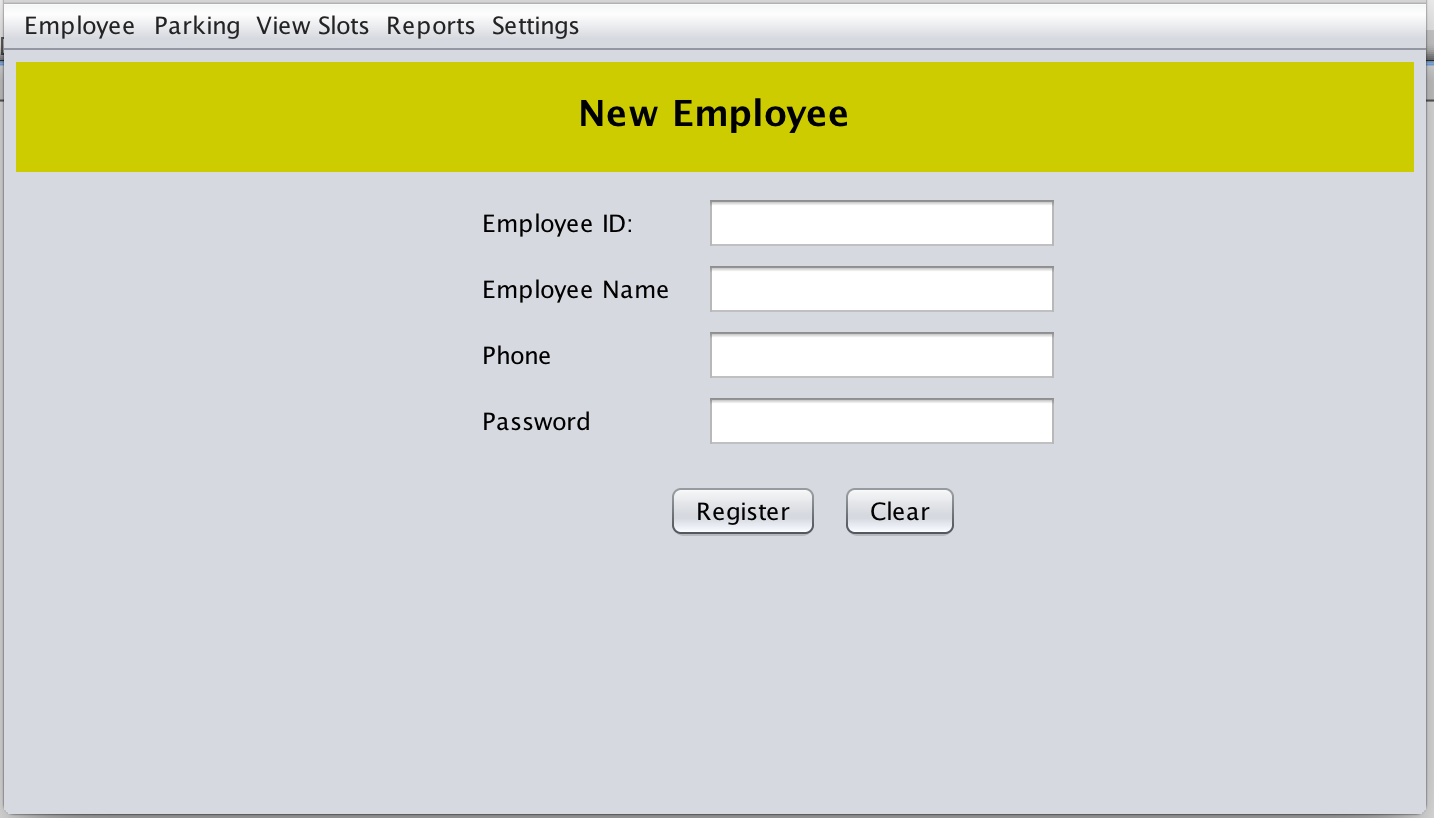 Employee Parking View Slots Reports Settings
New Employee
Employee ID:
Employee Name
Phone
Password
Register Clear